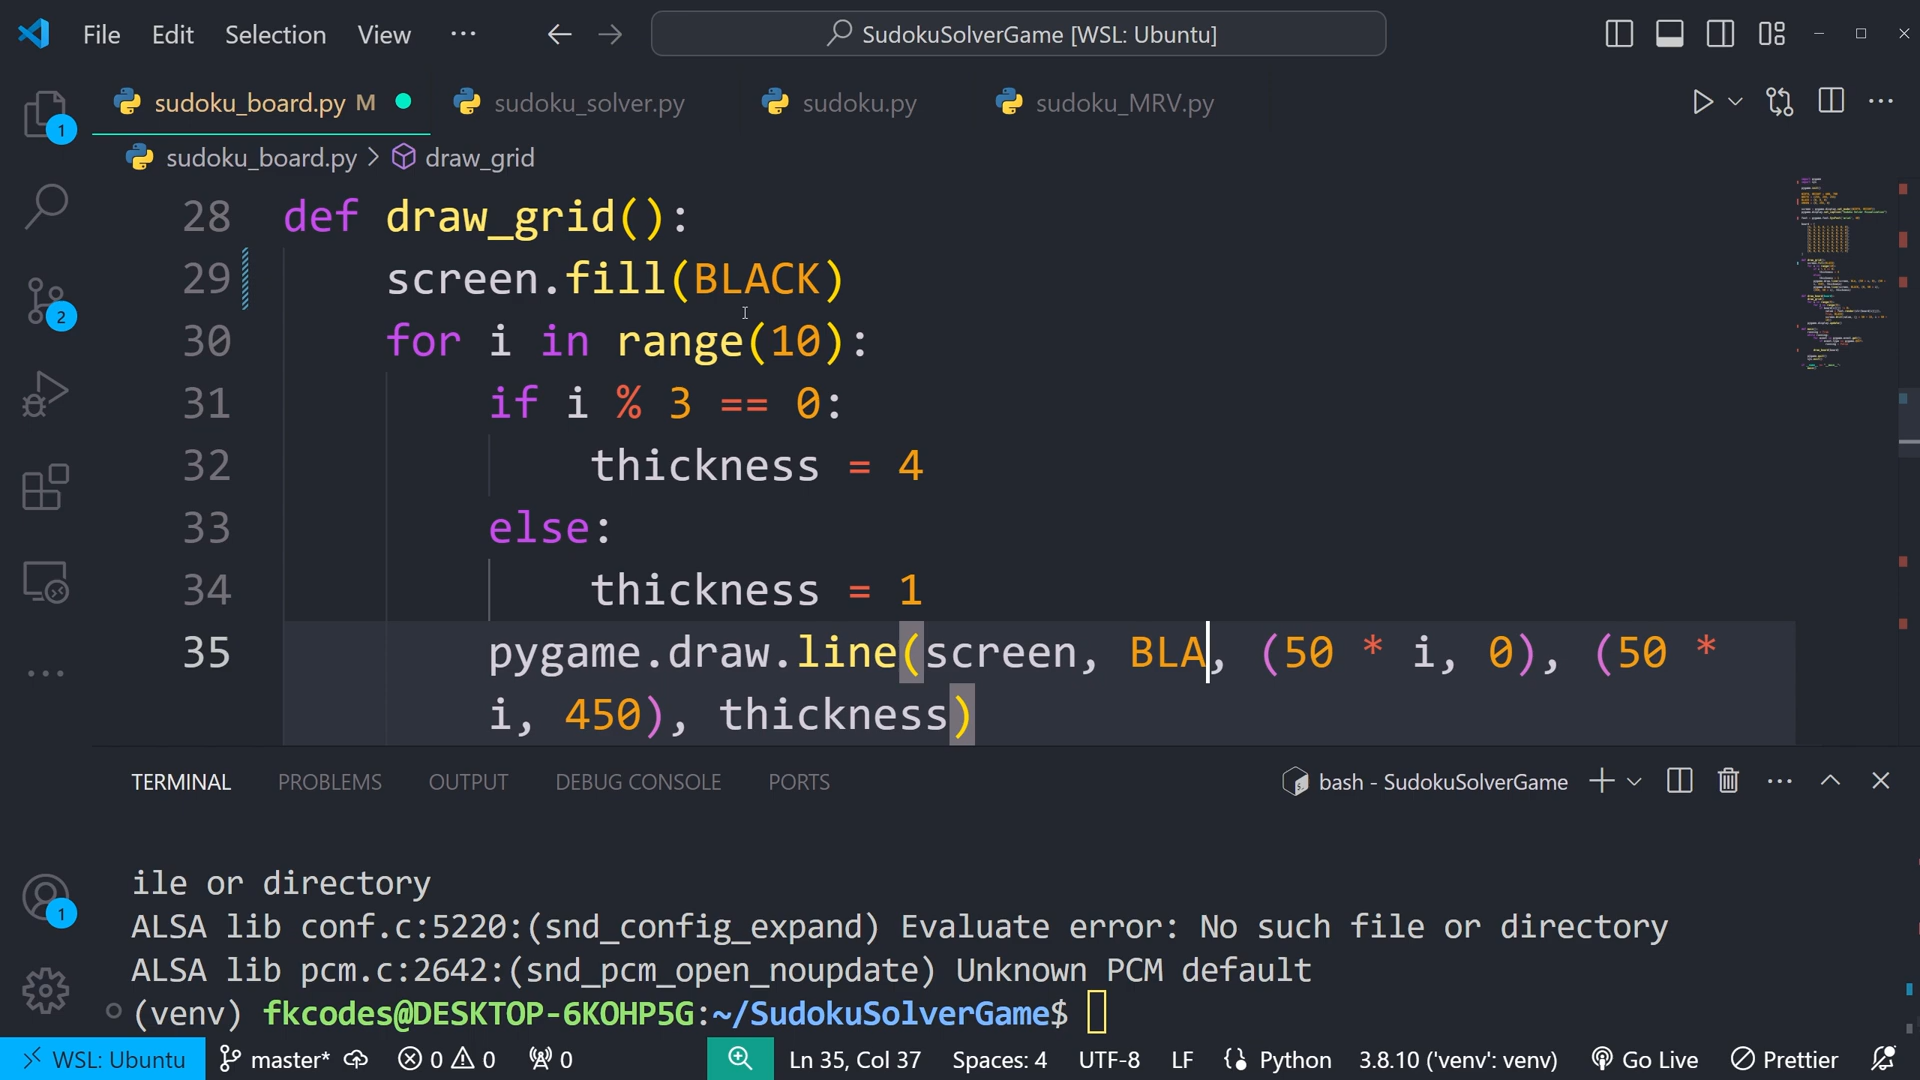 File Edit Selection View ··· SudokuSolverGame [WSL: Ubuntu]
sudoku_board.py M sudoku_solver.py sudoku.py sudoku_MRV.py
sudoku_board.py > draw_grid
28 def draw_grid():
29 screen.fill(BLACK)
30 for i in range(10):
31 if i % 3 == 0:
32 thickness = 4
33 else:
34 thickness = 1
35 pygame.draw.line(screen, BLA, (50 * i, 0), (50 *
i, 450), thickness)
TERMINAL PROBLEMS OUTPUT DEBUG CONSOLE PORTS bash - SudokuSolverGame
ile or directory
ALSA lib conf.c:5220:(snd_config_expand) Evaluate error: No such file or directory
ALSA lib pcm.c:2642:(snd_pcm_open_noupdate) Unknown PCM default
(venv) fkcodes@DESKTOP-6KOHP5G:~/SudokuSolverGame$
1
2
1
WSL: Ubuntu master* 0 0 0 Ln 35, Col 37 Spaces: 4 UTF-8 LF Python 3.8.10 ('venv': venv) Go Live Prettier